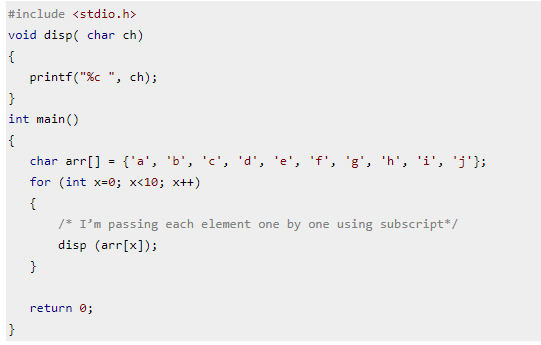 #include <stdio.h>
void disp( char ch)
{
   printf("%c ", ch);
}
int main()
{
   char arr[] = {'a', 'b', 'c', 'd', 'e', 'f', 'g', 'h', 'i', 'j'};
   for (int x=0; x<10; x++)
   {
       /* I’m passing each element one by one using subscript*/
       disp (arr[x]);
   }

   return 0;
}